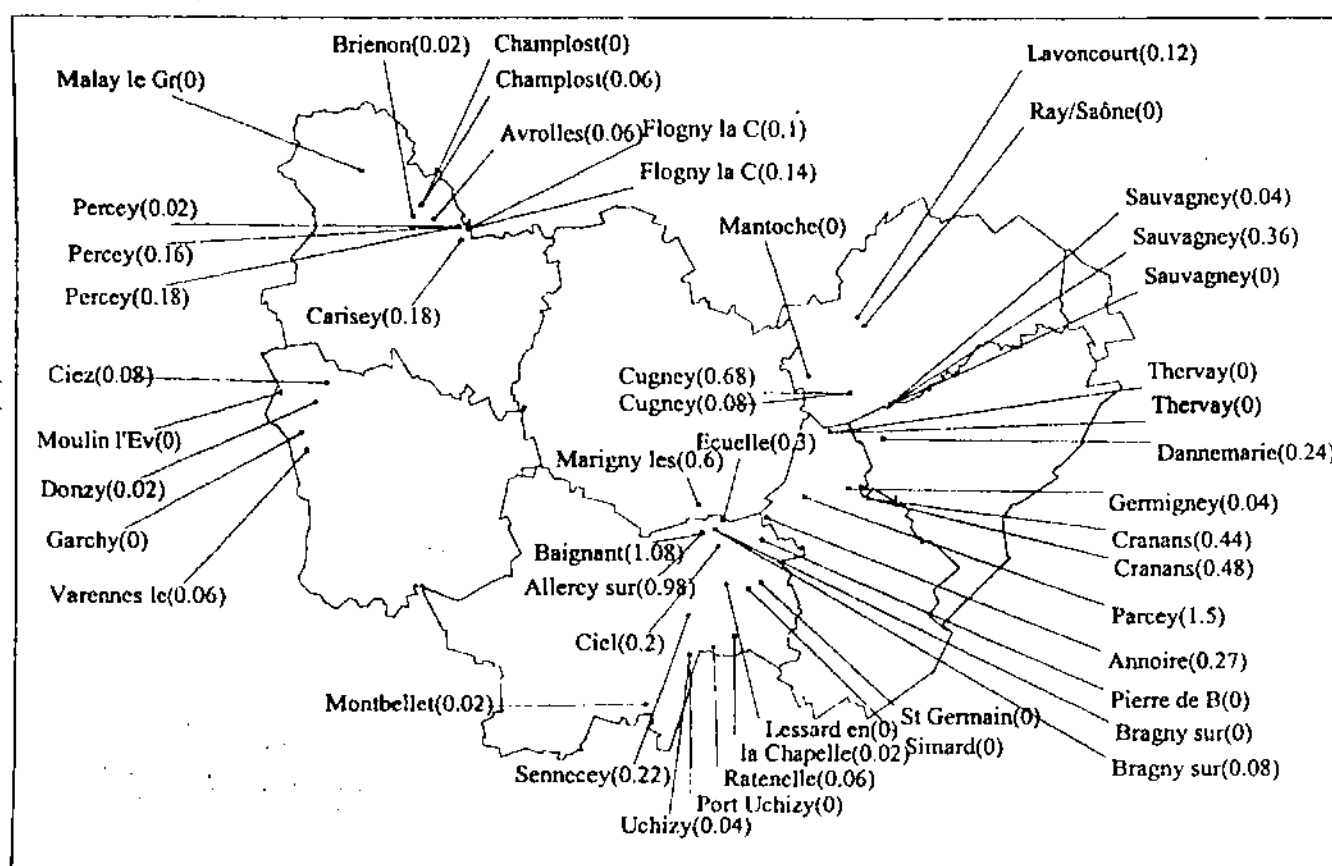 Brienon(0.02)
Champlost(0)
Lavoncourt(0.12)
Malay le Gr(0)
Champlost(0.06)
Ray/Saône(0)
Avrolles(0.06)
Flogny la C(0.1)
Flogny la C(0.14)
Percey(0.02)
Sauvagney(0.04)
Mantoche(0)
Percey(0.16)
Sauvagney(0.36)
Percey(0.18)
Sauvagney(0)
Carisey(0.18)
Ciez(0.08)
Cugney(0.68)
Thervay(0)
Cugney(0.08)
Thervay(0)
Moulin l'Ev(0)
Ecuelle(0.3)
Dannemarie(0.24)
Marigny les(0.6)
Donzy(0.02)
Germigney(0.04)
Garchy(0)
Cranans(0.44)
Baignant(1.08)
Cranans(0.48)
Varennes le(0.06)
Allerey sur(0.98)
Parcey(1.5)
Ciel(0.2)
Annoire(0.27)
Montbellet(0.02)
Pierre de B(0)
St Germain(0)
Lessard en(0)
Bragny sur(0)
Simard(0)
la Chapelle(0.02)
Sennecey(0.22)
Ratenelle(0.06)
Bragny sur(0.08)
Port Uchizy(0)
Uchizy(0.04)